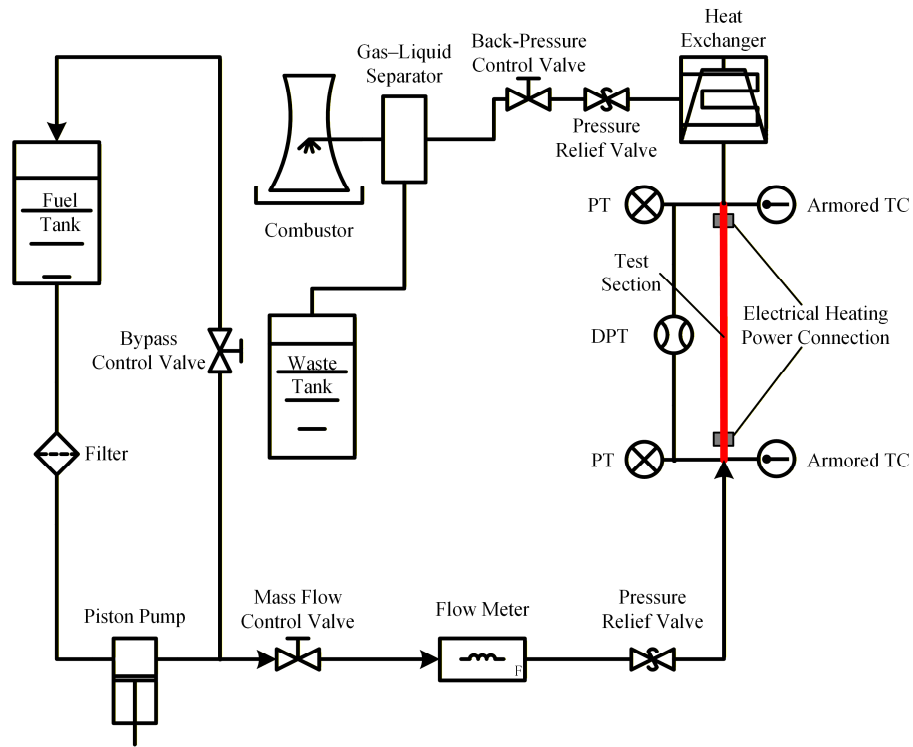 Heat
Exchanger
Back-Pressure
Control Valve
Gas–Liquid
Separator
Pressure
Relief Valve
Fuel
Tank
PT
Armored TC
Combustor
Test
Section
Electrical Heating
Power Connection
DPT
Bypass
Control Valve
Waste
Tank
Filter
PT
Armored TC
Piston Pump
Mass Flow
Control Valve
Flow Meter
Pressure
Relief Valve
F